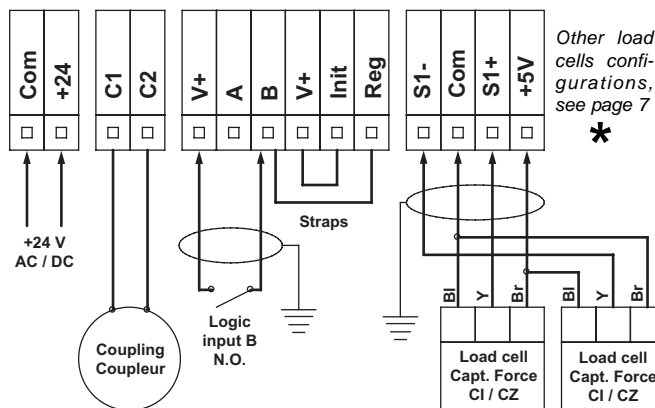 Com
+24
C1
C2
V+
A
B
V+
Init
Reg
S1-
Com
S1+
+5V
Other load
cells confi-
gurations,
see page 7
*
+24 V
AC / DC
Straps
Logic
input B
N.O.
Coupling
Coupleur
Bl
Y
Br
Bl
Y
Br
Load cell
Capt. Force
CI / CZ
Load cell
Capt. Force
CI / CZ